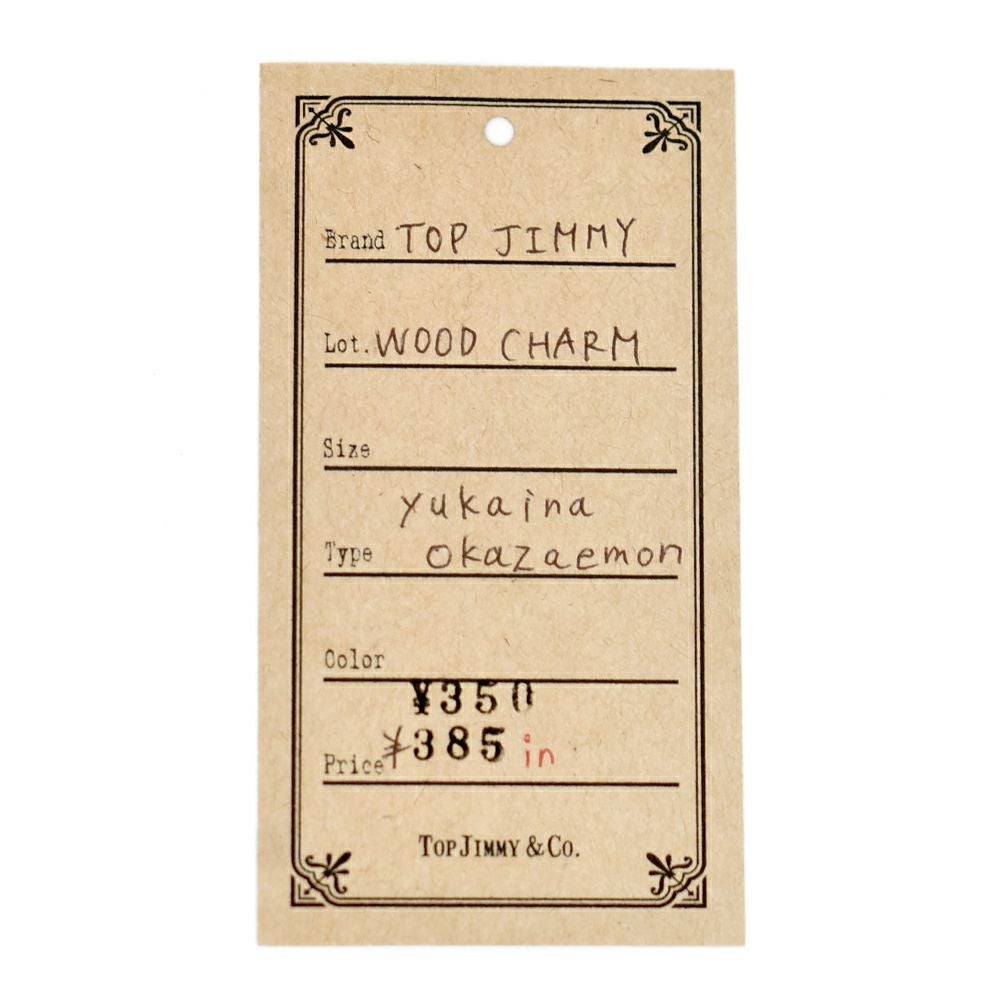 Brand TOP JIMMY
Lot. WOOD CHARM
Size
yukaina
Type okazaemon
Color
¥350
Price ¥385 in
TOP JIMMY & CO.